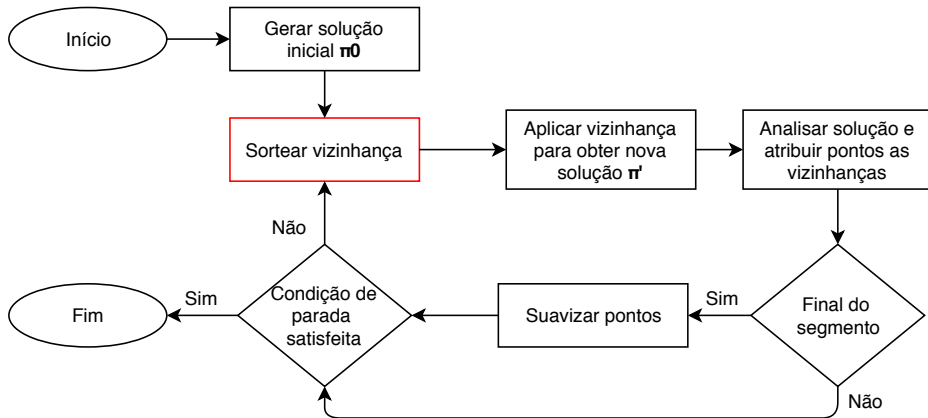 Início
Gerar solução
inicial π0
Sortear vizinhança
Aplicar vizinhança
para obter nova
solução π'
Analisar solução e
atribuir pontos as
vizinhanças
Não
Fim
Sim
Condição de
parada
satisfeita
Suavizar pontos
Sim
Final do
segmento
Não